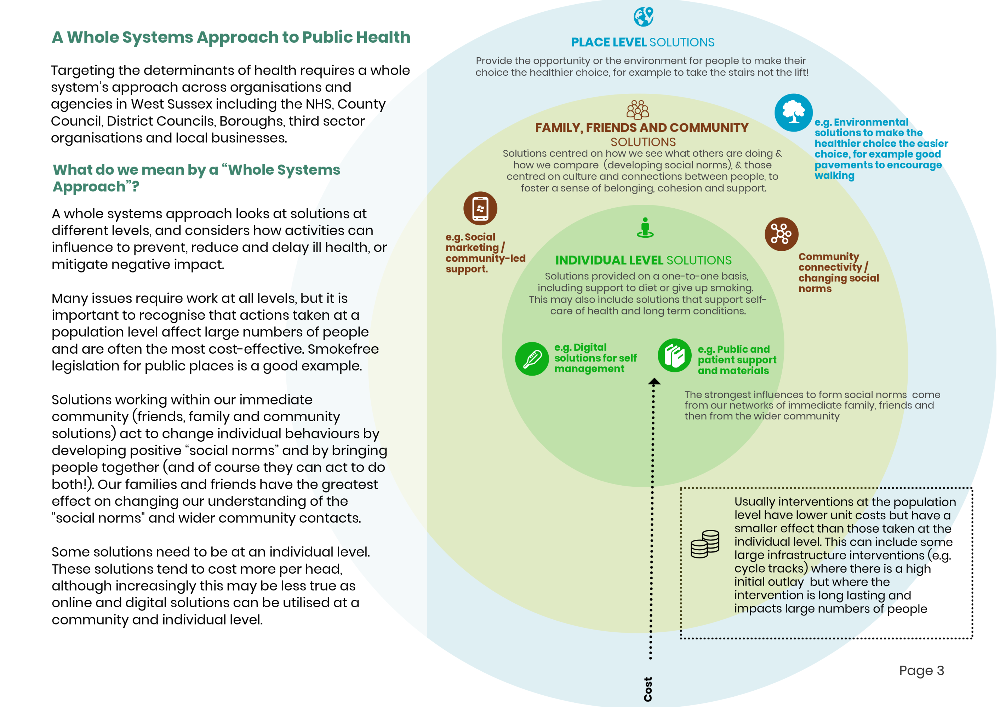 A Whole Systems Approach to Public Health
Targeting the determinants of health requires a whole
system’s approach across organisations and
agencies in West Sussex including the NHS, County
Council, District Councils, Boroughs, third sector
organisations and local businesses.
What do we mean by a “Whole Systems
Approach”?
A whole systems approach looks at solutions at
different levels, and considers how activities can
influence to prevent, reduce and delay ill health, or
mitigate negative impact.
Many issues require work at all levels, but it is
important to recognise that actions taken at a
population level affect large numbers of people
and are often the most cost-effective. Smokefree
legislation for public places is a good example.
Solutions working within our immediate
community (friends, family and community
solutions) act to change individual behaviours by
developing positive “social norms” and by bringing
people together (and of course they can act to do
both!). Our families and friends have the greatest
effect on changing our understanding of the
"social norms" and wider community contacts.
Some solutions need to be at an individual level.
These solutions tend to cost more per head,
although increasingly this may be less true as
online and digital solutions can be utilised at a
community and individual level.
PLACE LEVEL SOLUTIONS
Provide the opportunity or the environment for people to make their
choice the healthier choice, for example to take the stairs not the lift!
e.g. Environmental
solutions to make the
healthier choice the easier
choice, for example good
pavements to encourage
walking
FAMILY, FRIENDS AND COMMUNITY
SOLUTIONS
Solutions centred on how we see what others are doing &
how we compare (developing social norms), & those
centred on culture and connections between people, to
foster a sense of belonging, cohesion and support.
e.g. Social
marketing /
community-led
support.
Community
connectivity /
changing social
norms
INDIVIDUAL LEVEL SOLUTIONS
Solutions provided on a one-to-one basis,
including support to diet or give up smoking.
This may also include solutions that support self-
care of health and long term conditions.
e.g. Digital
solutions for self
management
e.g. Public and
patient support
and materials
The strongest influences to form social norms come
from our networks of immediate family, friends and
then from the wider community
Usually interventions at the population
level have lower unit costs but have a
smaller effect than those taken at the
individual level. This can include some
large infrastructure interventions (e.g.
cycle tracks) where there is a high
initial outlay but where the
intervention is long lasting and
impacts large numbers of people
Cost
Page 3